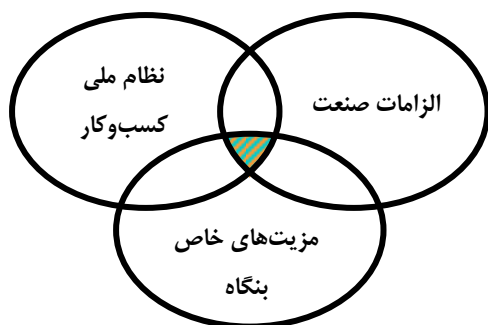 الزامات صنعت
نظام ملی
کسب‌وکار
مزیت‌های خاص
بنگاه